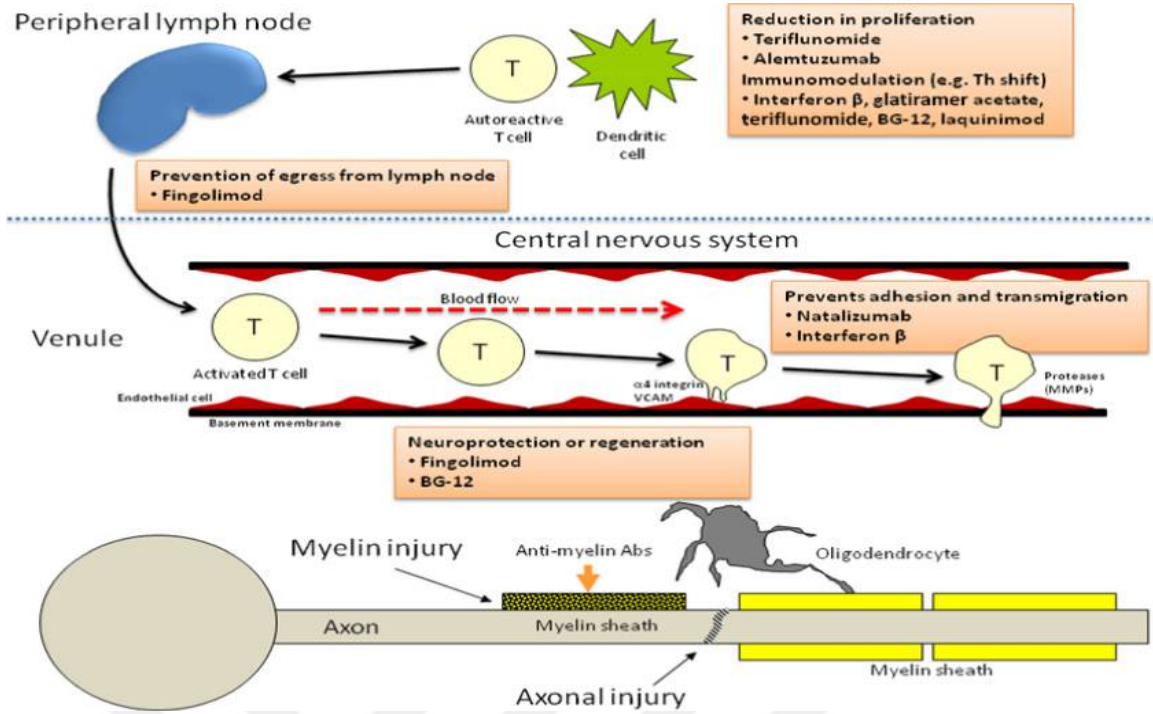 Peripheral lymph node
T
Autoreactive
T cell
Dendritic
cell
Reduction in proliferation
• Teriflunomide
• Alemtuzumab
Immunomodulation (e.g. Th shift)
• Interferon β, glatiramer acetate,
teriflunomide, BG-12, laquinimod
Prevention of egress from lymph node
• Fingolimod
Central nervous system
Venule
Blood flow
T
Activated T cell
T
T
α4 integrin
VCAM
Prevents adhesion and transmigration
• Natalizumab
• Interferon β
T
Proteases
(MMPs)
Endothelial cell
Basement membrane
Neuroprotection or regeneration
• Fingolimod
• BG-12
Myelin injury
Anti-myelin Abs
Oligodendrocyte
Axon
Myelin sheath
Myelin sheath
Axonal injury